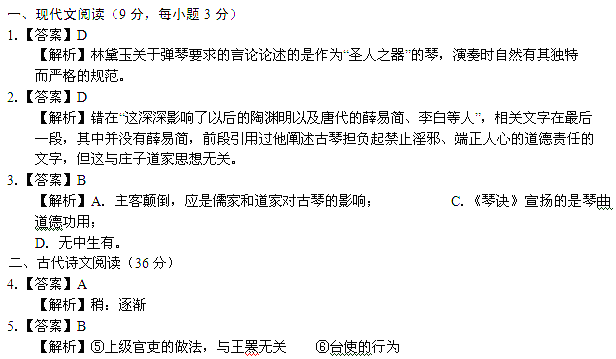 一、现代文阅读（9 分，每小题 3 分）
1.【答案】D
【解析】林黛玉关于弹琴要求的言论论述的是作为“圣人之器”的琴，演奏时自然有其独特
而严格的规范。
2.【答案】D
【解析】错在“这深深影响了以后的陶渊明以及唐代的薛易简、李白等人”，相关文字在最后
一段，其中并没有薛易简，前段引用过他阐述古琴担负起禁止淫邪、端正人心的道德责任的
文字，但这与庄子道家思想无关。
3.【答案】B
【解析】A．主客颠倒，应是儒家和道家对古琴的影响； C.《琴诀》宣扬的是琴曲
道德功用；
D．无中生有。
二、古代诗文阅读（36 分）
4.【答案】A
【解析】稍：逐渐
5.【答案】B
【解析】⑤上级官吏的做法，与王罴无关 ⑥台使的行为